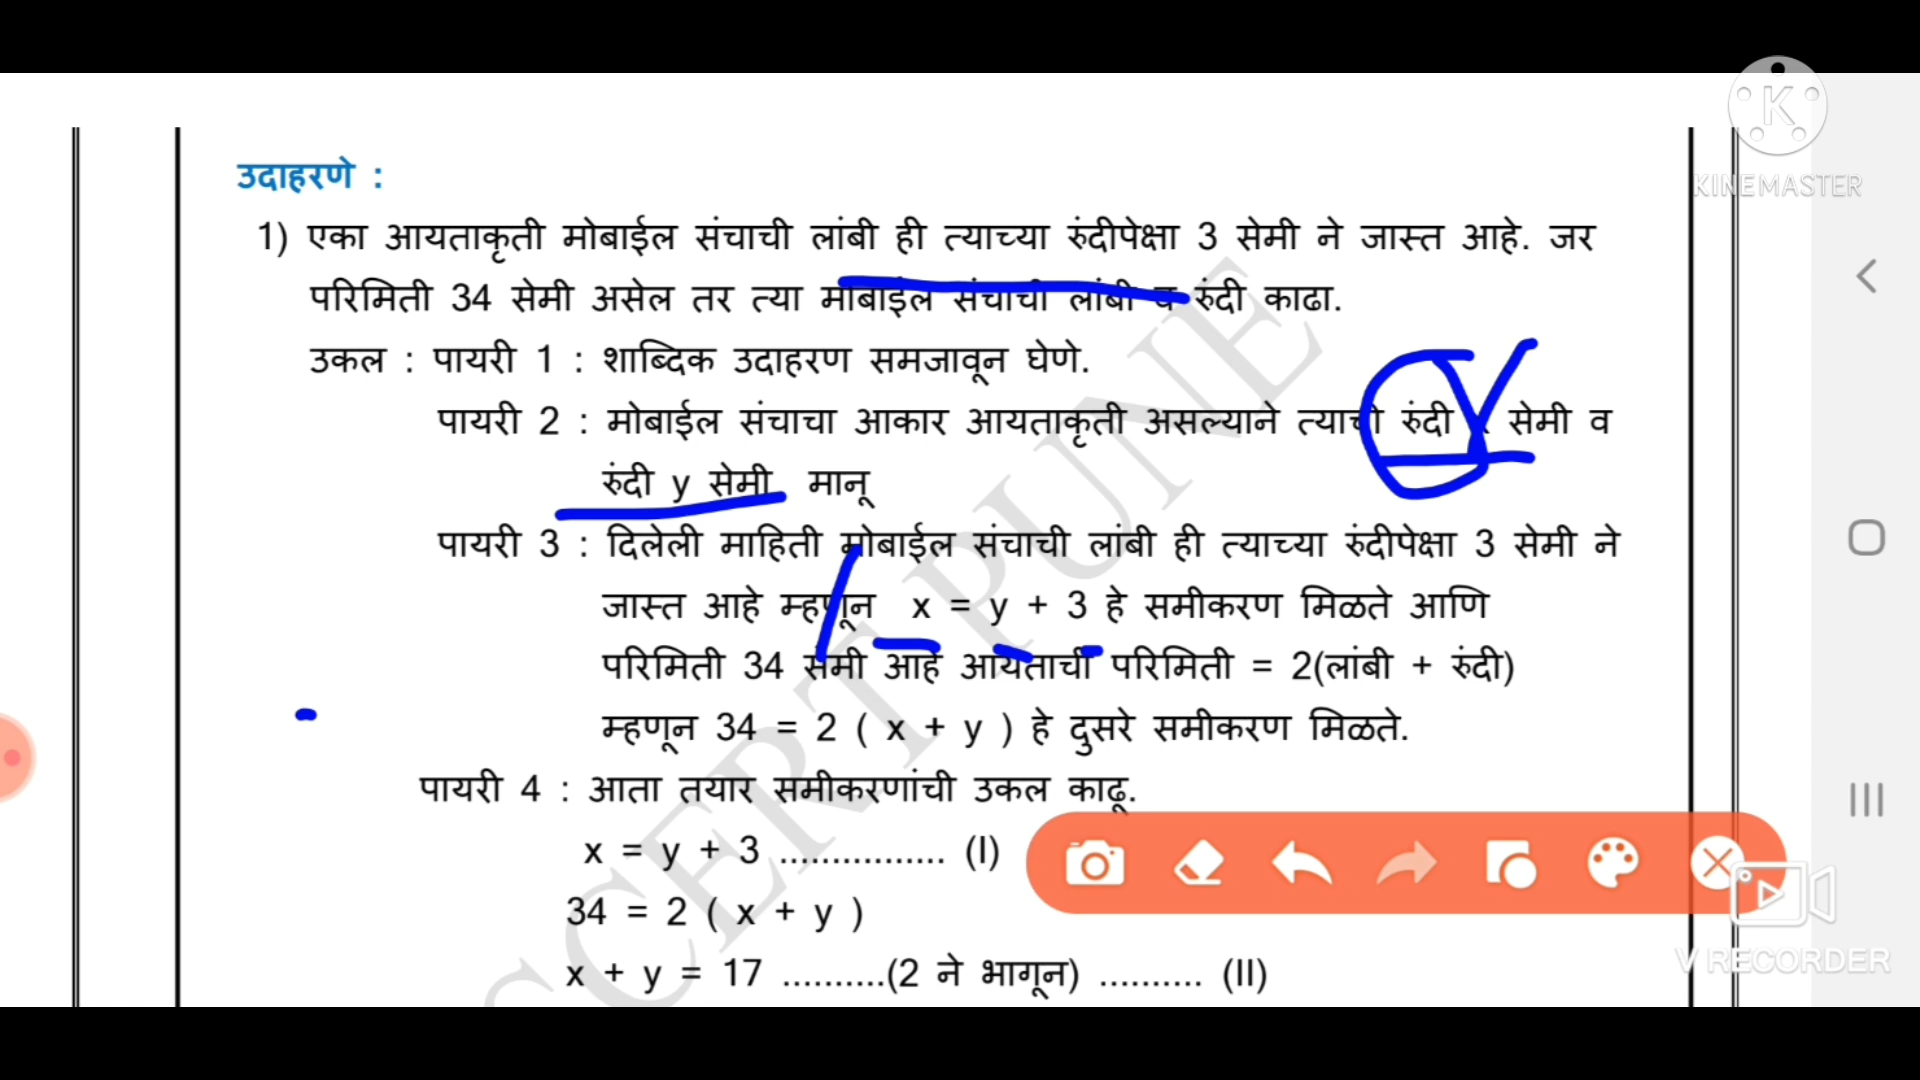 K
KINEMASTER
उदाहरणे :
1) एका आयताकृती मोबाईल संचाची लांबी ही त्याच्या रुंदीपेक्षा 3 सेमी ने जास्त आहे. जर
परिमिती 34 सेमी असेल तर त्या मोबाईल संचाची लांबी व रुंदी काढा.
उकल : पायरी 1 : शाब्दिक उदाहरण समजावून घेणे.
पायरी 2 : मोबाईल संचाचा आकार आयताकृती असल्याने त्याची रुंदी सेमी व
y
रुंदी y सेमी मानू
पायरी 3 : दिलेली माहिती मोबाईल संचाची लांबी ही त्याच्या रुंदीपेक्षा 3 सेमी ने
जास्त आहे म्हणून x = y + 3 हे समीकरण मिळते आणि
परिमिती 34 सेमी आहे आयताची परिमिती = 2(लांबी + रुंदी)
म्हणून 34 = 2 ( x + y ) हे दुसरे समीकरण मिळते.
पायरी 4 : आता तयार समीकरणांची उकल काढू.
x = y + 3 ................ (I)
34 = 2 ( x + y )
x + y = 17 ..........(2 ने भागून) .......... (II)
SCERT PUNE
V RECORDER